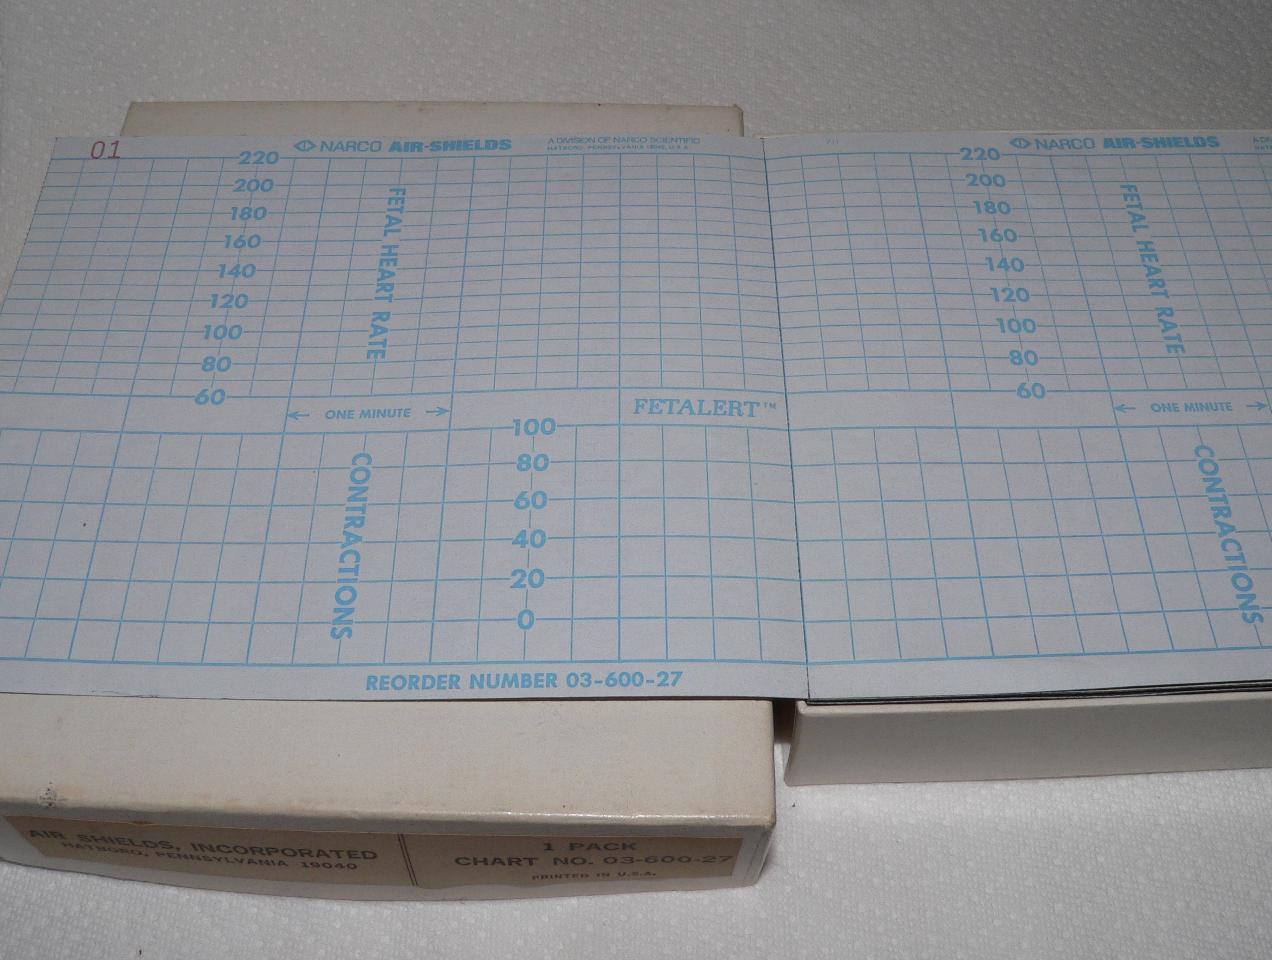 01
NARCO AIR-SHIELDS
A DIVISION OF NARCO SCIENTIFIC
HATBORO, PENNSYLVANIA 19040, U.S.A.
220
200
180
160
140
120
100
80
60
FETAL HEART RATE
ONE MINUTE
FETALERT™
100
80
60
40
20
0
CONTRACTIONS
REORDER NUMBER 03-600-27
NARCO AIR-SHIELDS
220
200
180
160
140
120
100
80
60
FETAL HEART RATE
ONE MINUTE
CONTRACTIONS
AIR SHIELDS, INCORPORATED
HATBORO, PENNSYLVANIA 19040
1 PACK
CHART NO. 03-600-27
PRINTED IN U.S.A.